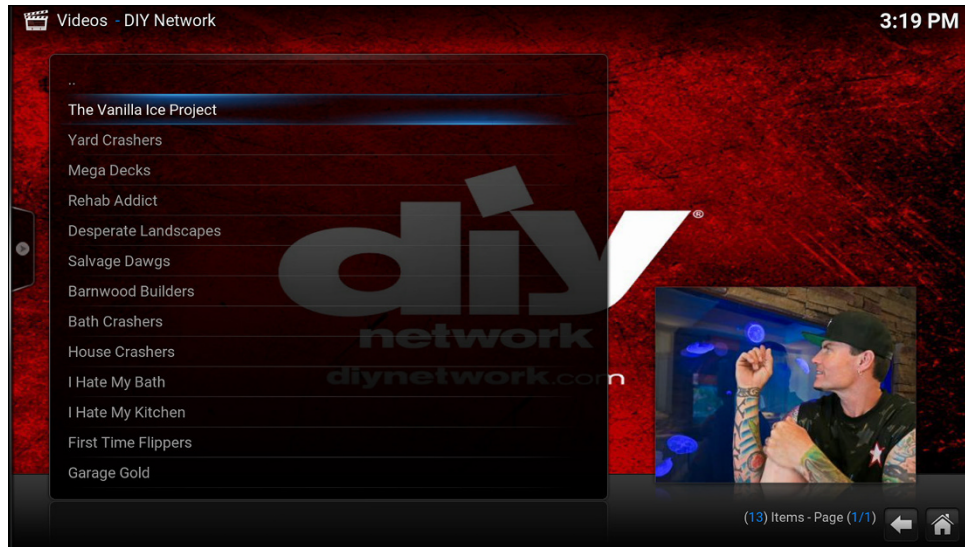 Videos - DIY Network
3:19 PM
..
The Vanilla Ice Project
Yard Crashers
Mega Decks
Rehab Addict
Desperate Landscapes
Salvage Dawgs
Barnwood Builders
Bath Crashers
House Crashers
I Hate My Bath
I Hate My Kitchen
First Time Flippers
Garage Gold
diy®
network
diynetwork.com
(13) Items - Page (1/1)